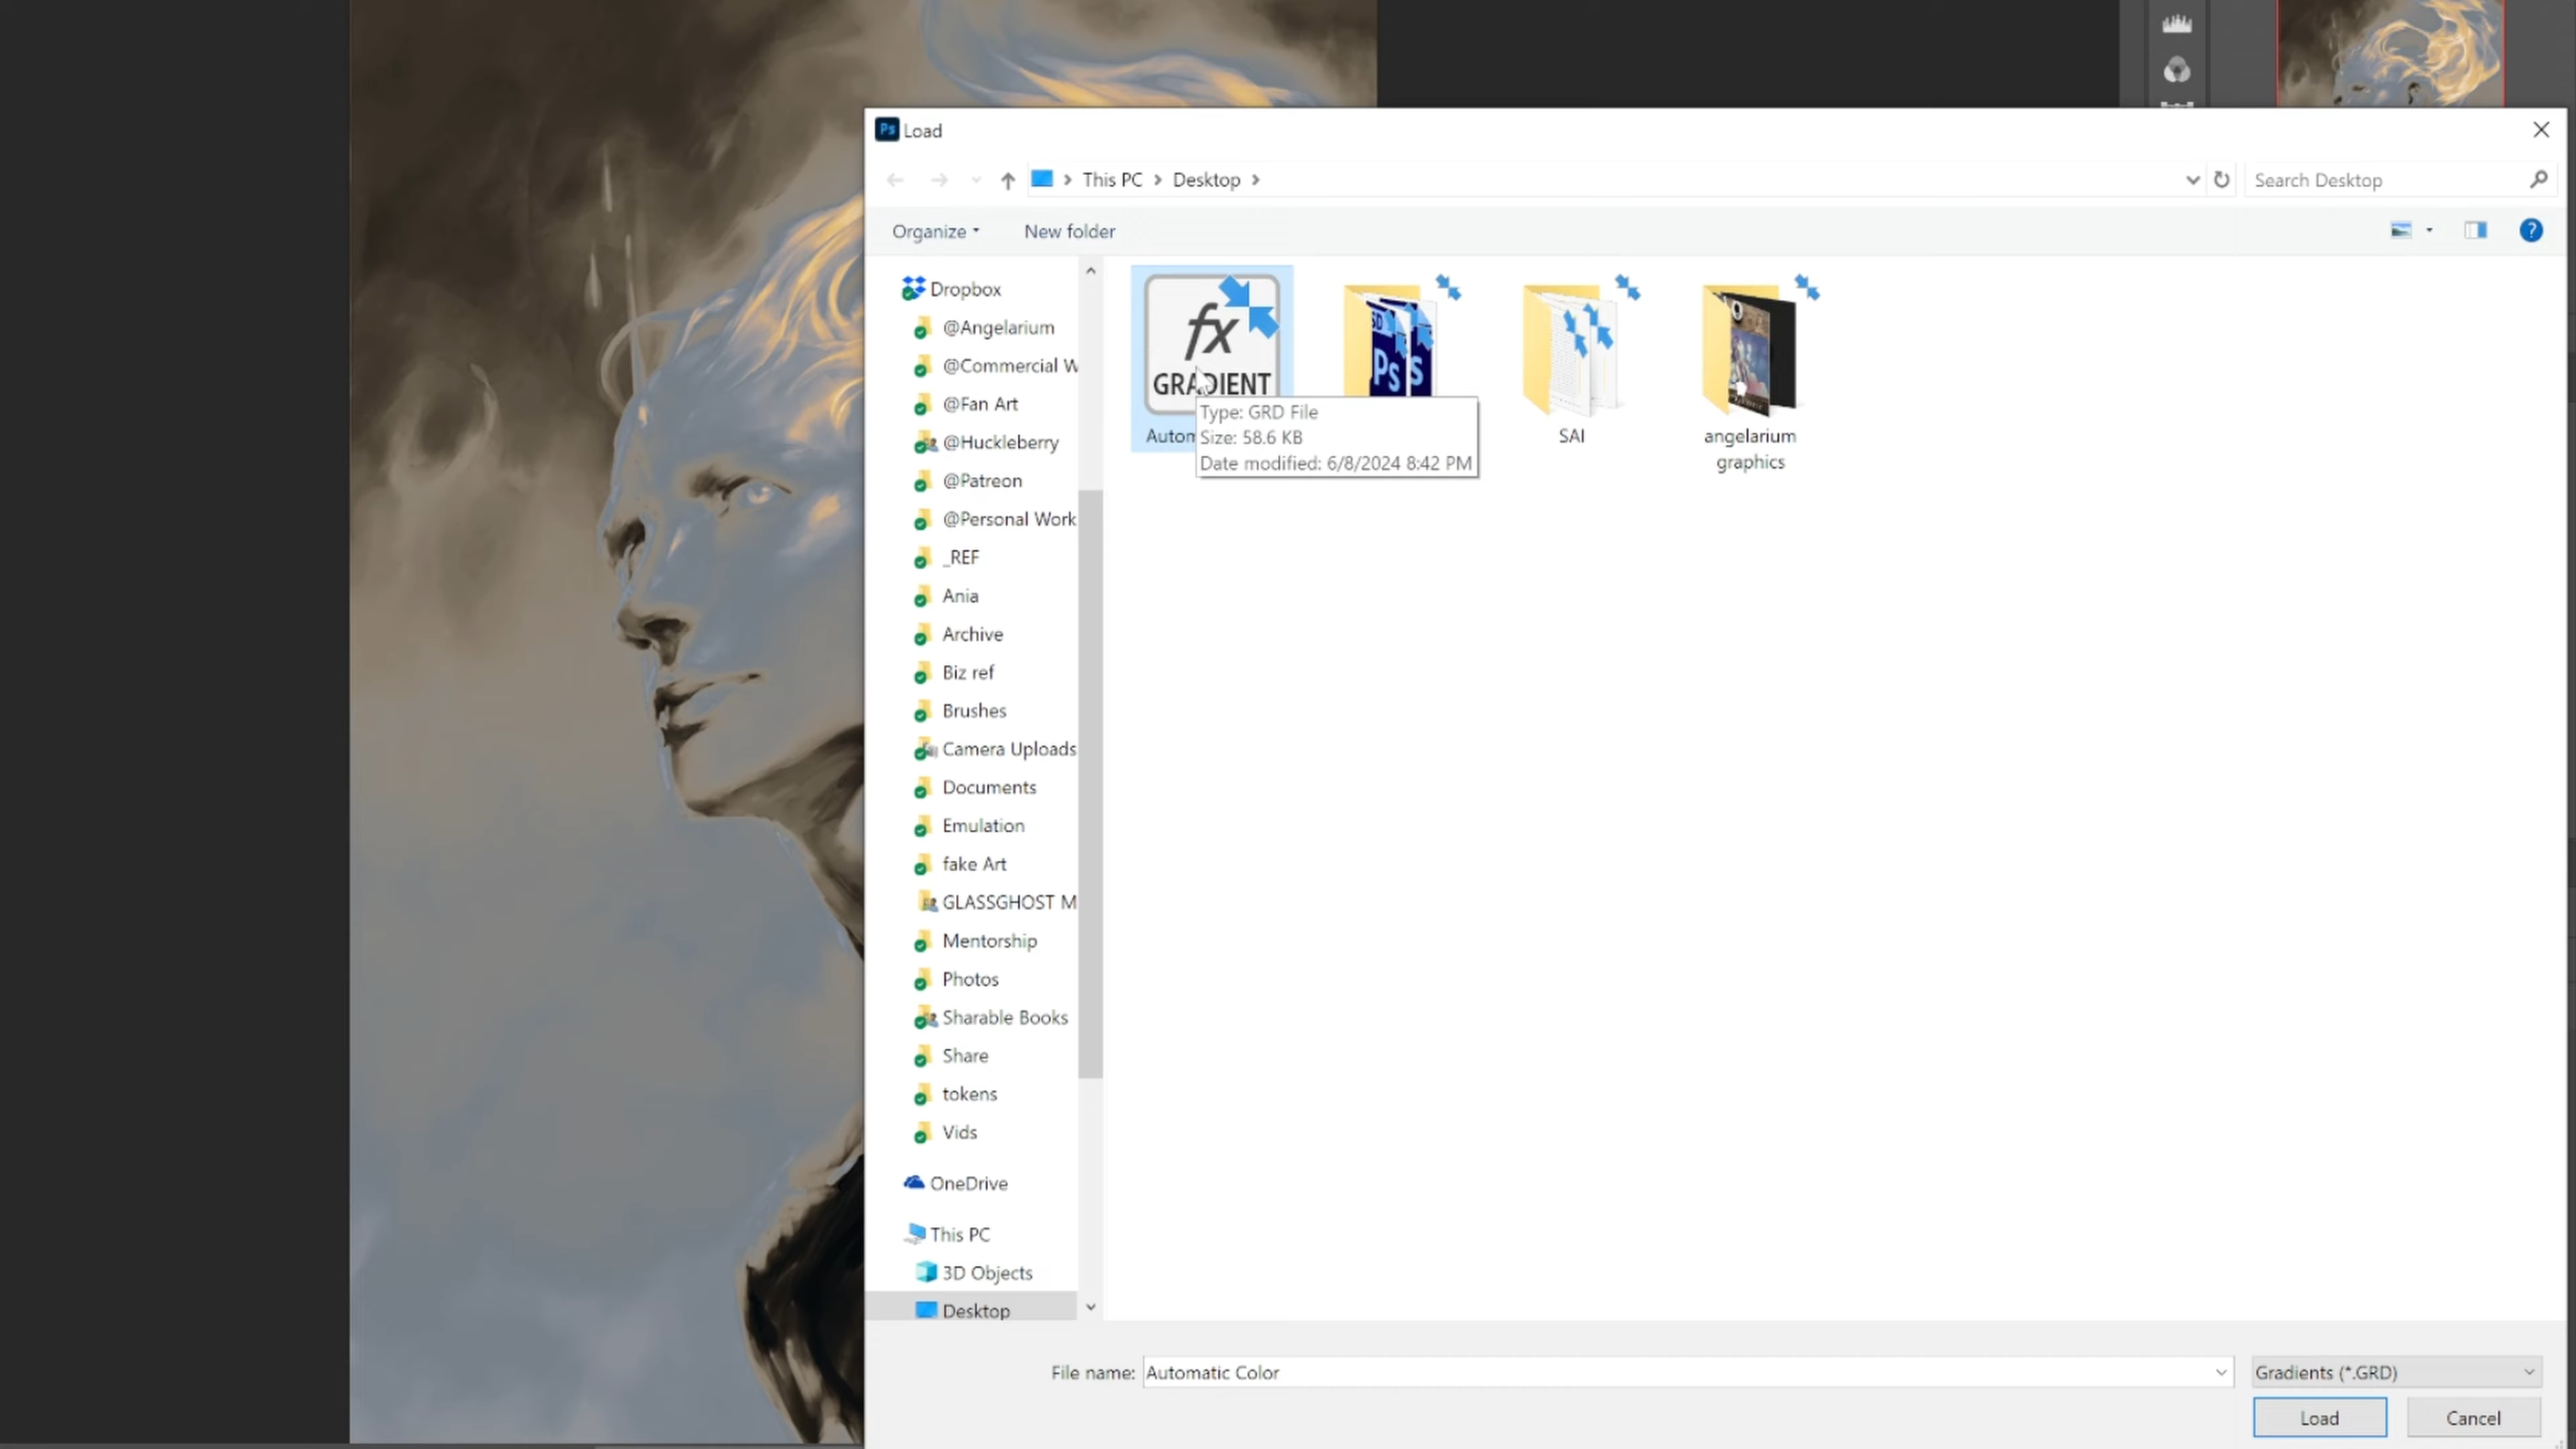 Ps Load
This PC > Desktop >
Search Desktop
Organize
New folder
?
Dropbox
@Angelarium
@Commercial W
@Fan Art
@Huckleberry
@Patreon
@Personal Work
_REF
Ania
Archive
Biz ref
Brushes
Camera Uploads
Documents
Emulation
fake Art
GLASSGHOST M
Mentorship
Photos
Sharable Books
Share
tokens
Vids
OneDrive
This PC
3D Objects
Desktop
fx
GRADIENT
Autom
Type: GRD File
Size: 58.6 KB
Date modified: 6/8/2024 8:42 PM
Ps
SAI
angelarium
graphics
File name: Automatic Color
Gradients (*.GRD)
Load
Cancel